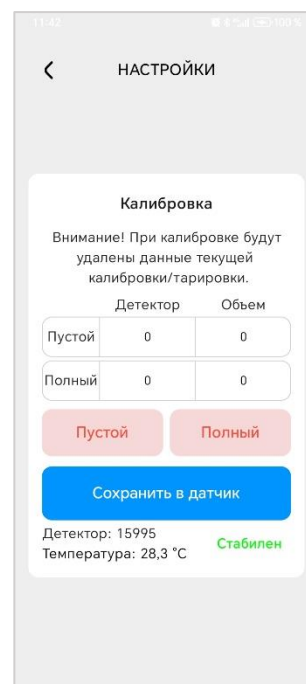 11:42
100 %
НАСТРОЙКИ
Калибровка
Внимание! При калибровке будут
удалены данные текущей
калибровки/тарировки.
Детектор Объем
Пустой 0 0
Полный 0 0
Пустой Полный
Сохранить в датчик
Детектор: 15995
Температура: 28,3 °C
Стабилен